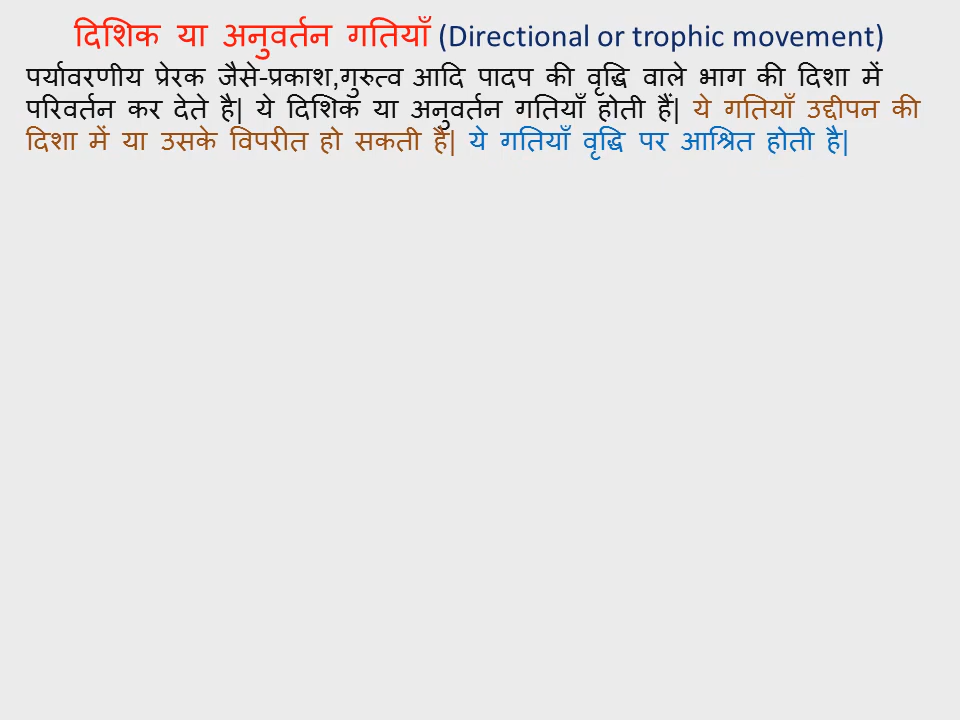 दिशिक या अनुवर्तन गतियाँ (Directional or trophic movement)
पर्यावरणीय प्रेरक जैसे-प्रकाश,गुरुत्व आदि पादप की वृद्धि वाले भाग की दिशा में
परिवर्तन कर देते है| ये दिशिक या अनुवर्तन गतियाँ होती हैं| ये गतियाँ उद्दीपन की
दिशा में या उसके विपरीत हो सकती है| ये गतियाँ वृद्धि पर आश्रित होती है|